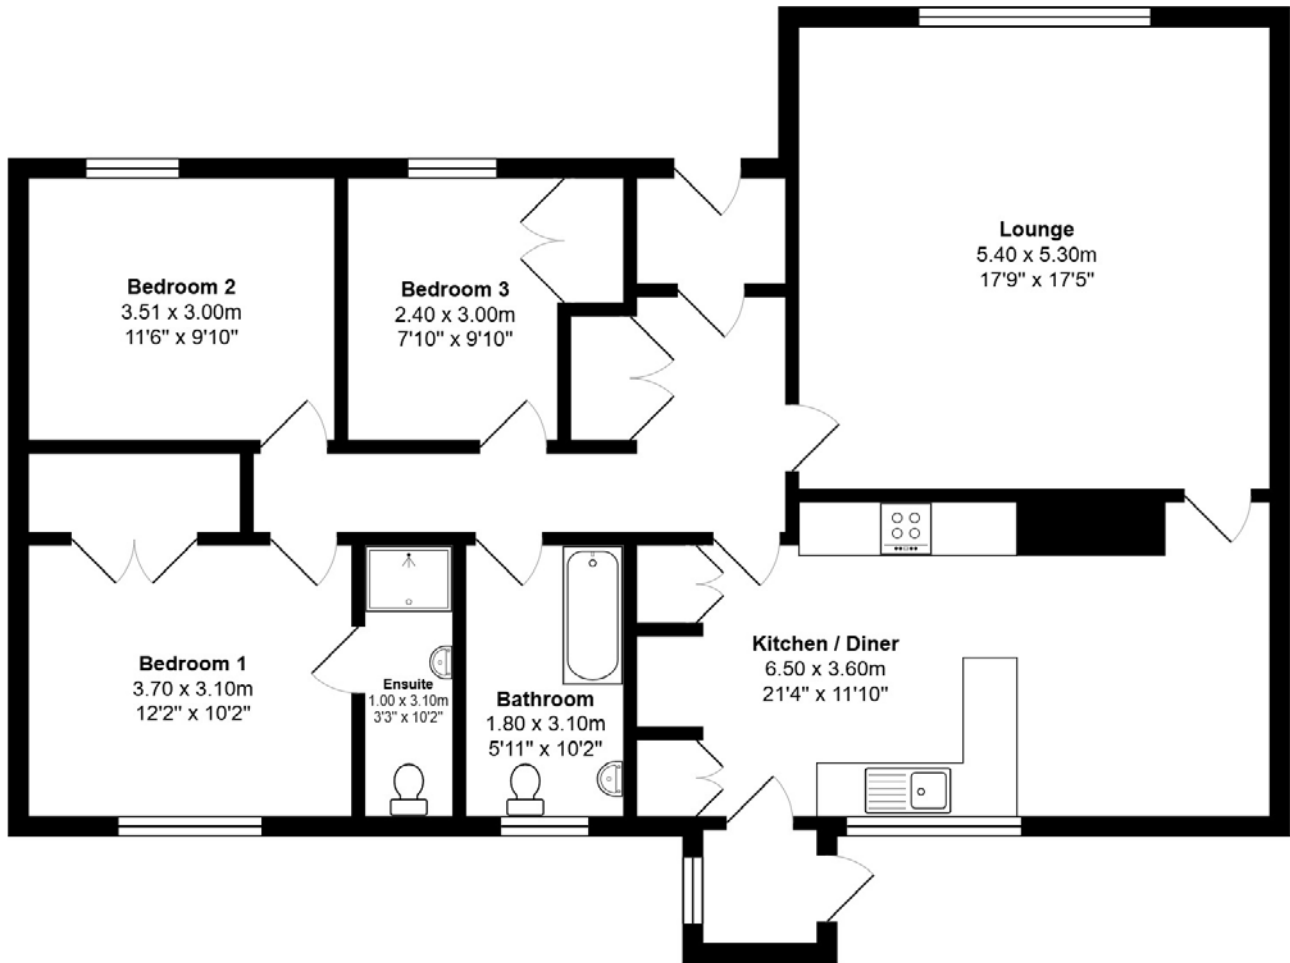 Lounge
5.40 x 5.30m
17'9" x 17'5"
Bedroom 2
3.51 x 3.00m
11'6" x 9'10"
Bedroom 3
2.40 x 3.00m
7'10" x 9'10"
Bedroom 1
3.70 x 3.10m
12'2" x 10'2"
Ensuite
1.00 x 3.10m
3'3" x 10'2"
Bathroom
1.80 x 3.10m
5'11" x 10'2"
Kitchen / Diner
6.50 x 3.60m
21'4" x 11'10"